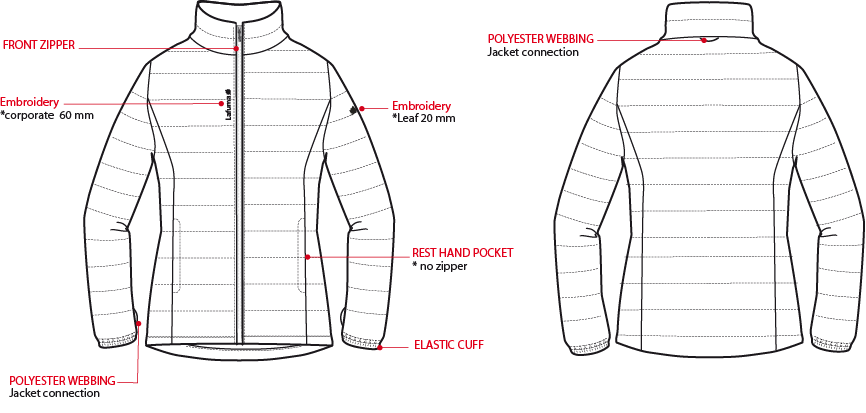 FRONT ZIPPER
Embroidery
*corporate 60 mm
Lafuma
Embroidery
*Leaf 20 mm
REST HAND POCKET
* no zipper
ELASTIC CUFF
POLYESTER WEBBING
Jacket connection
POLYESTER WEBBING
Jacket connection